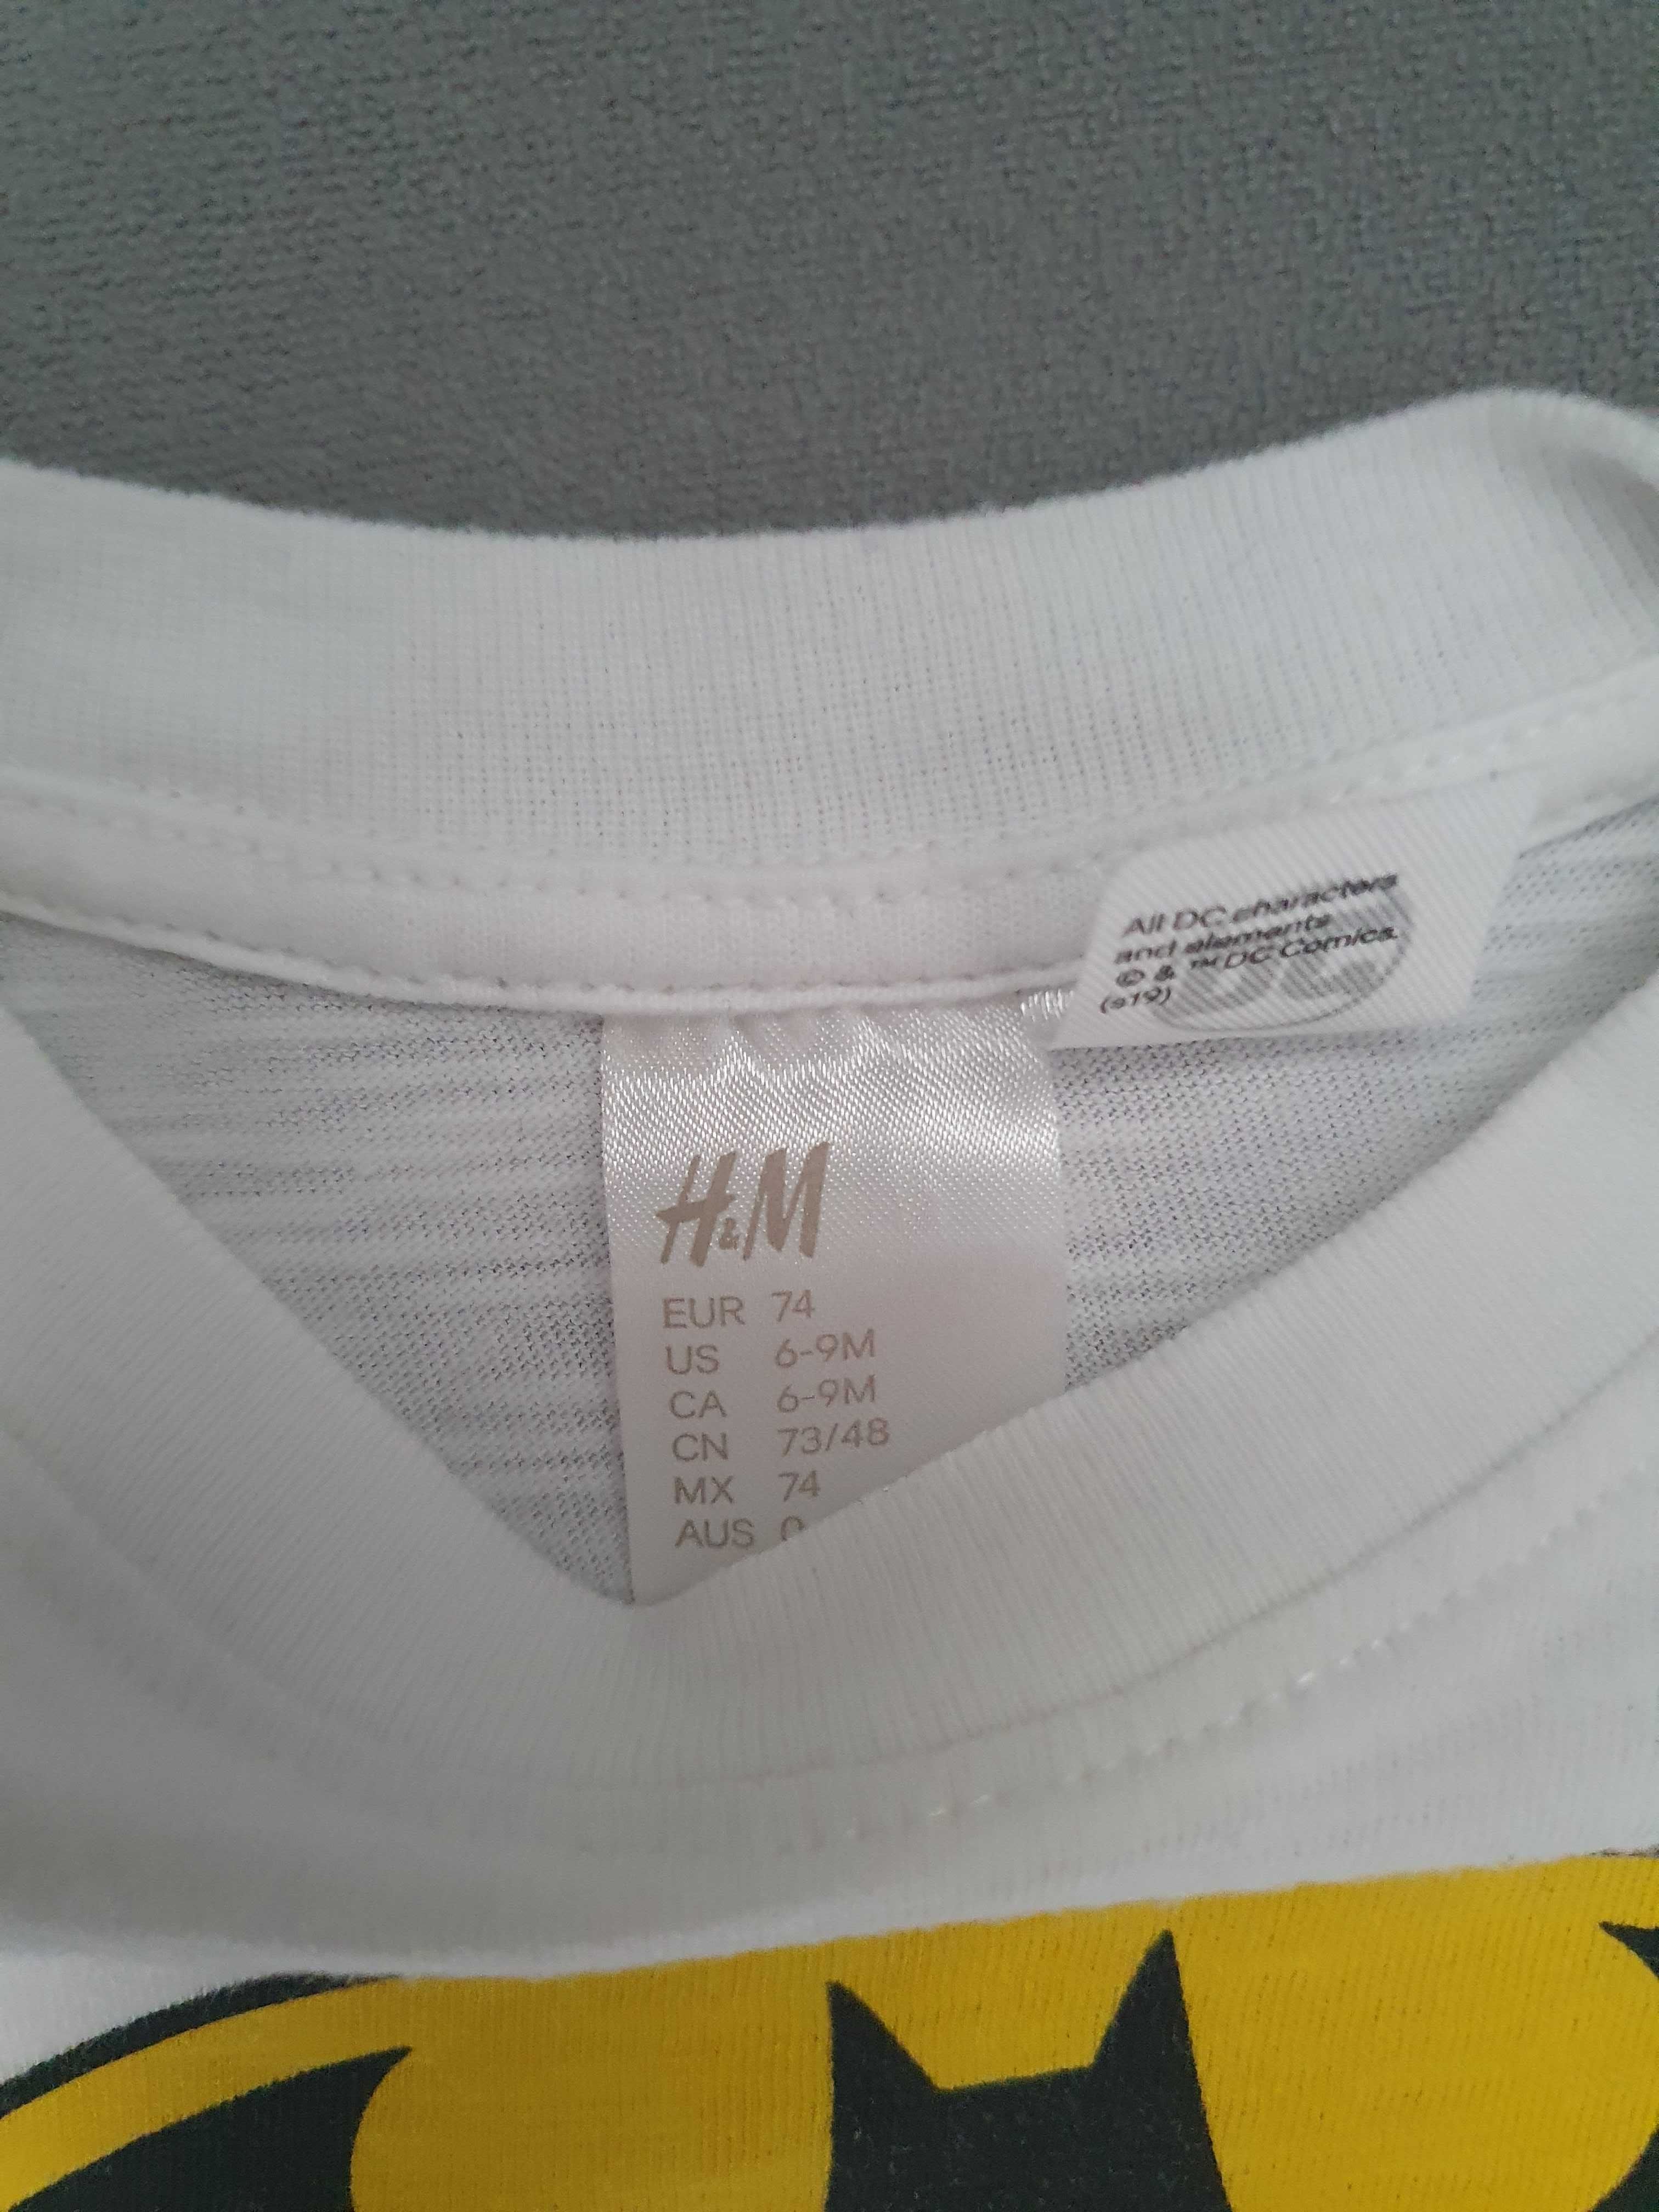 All DC characters
and elements
© & ™ DC Comics.
(s19)
H&M
EUR 74
US 6-9M
CA 6-9M
CN 73/48
MX 74
AUS